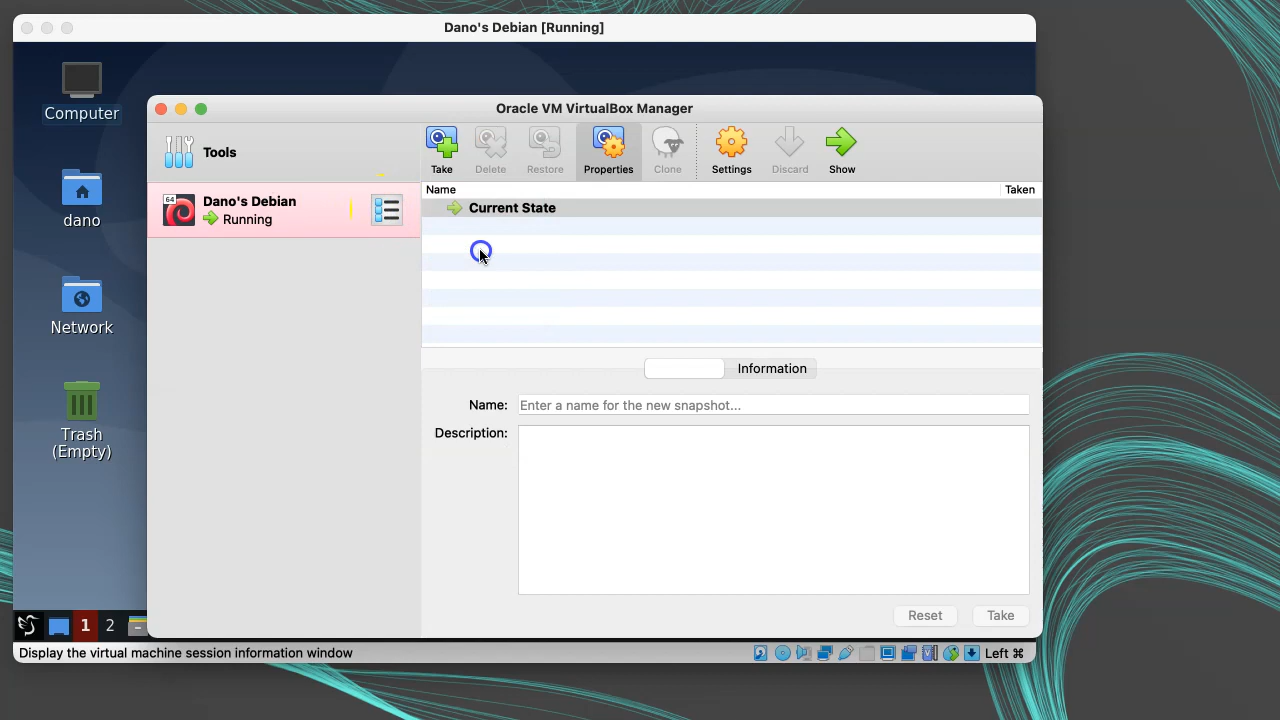 Dano's Debian [Running]
Computer
dano
Network
Trash
(Empty)
1
2
Oracle VM VirtualBox Manager
Tools
64
Dano's Debian
Running
Take
Delete
Restore
Properties
Clone
Settings
Discard
Show
Name
Taken
Current State
Information
Name:
Enter a name for the new snapshot...
Description:
Reset
Take
Display the virtual machine session information window
Left ⌘